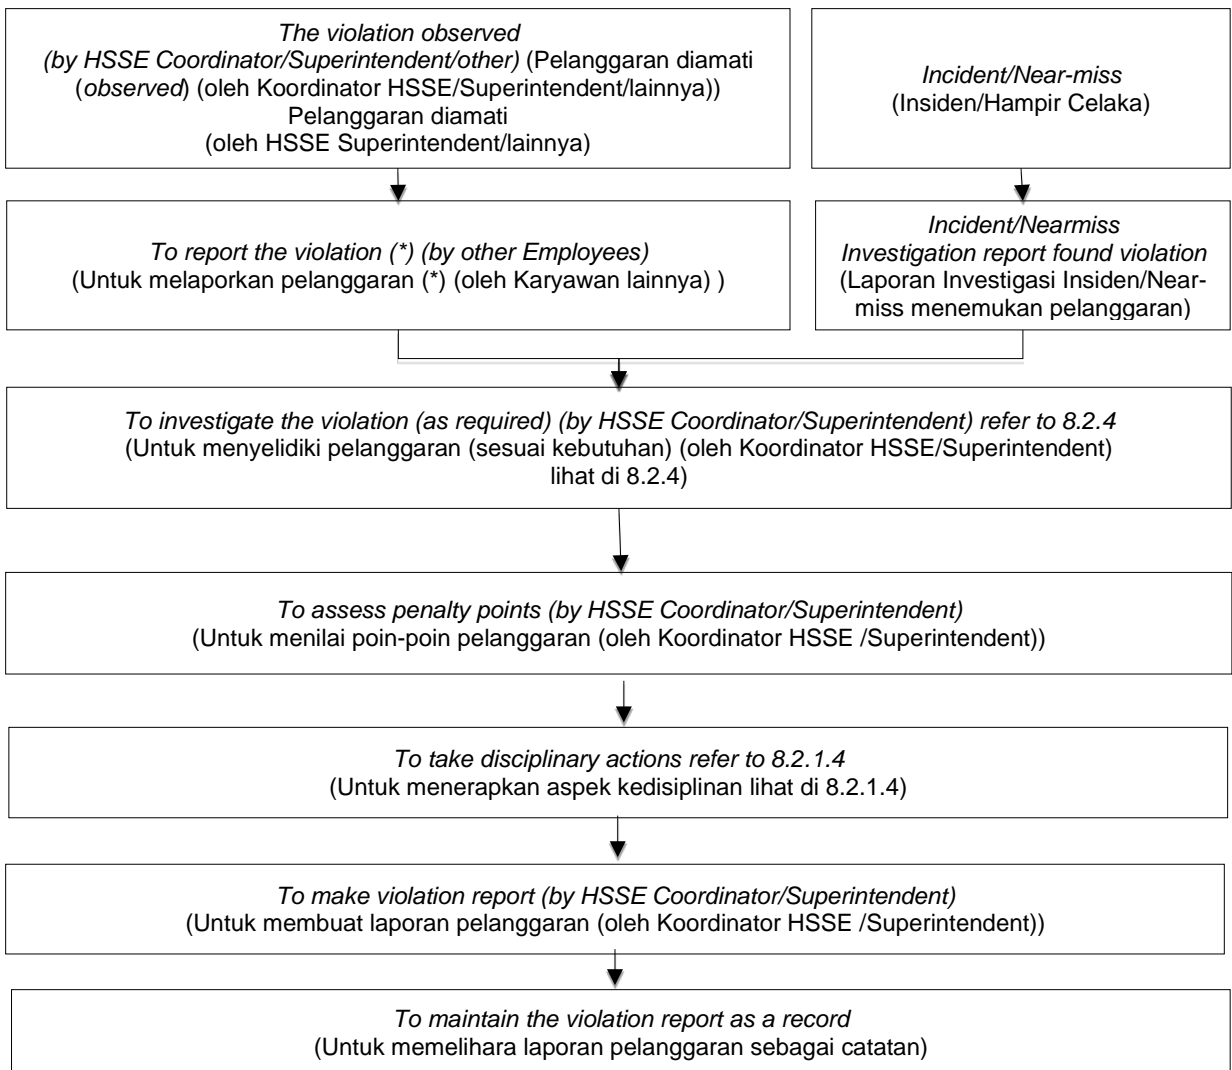 The violation observed
(by HSSE Coordinator/Superintendent/other) (Pelanggaran diamati
(observed) (oleh Koordinator HSSE/Superintendent/lainnya))
Pelanggaran diamati
(oleh HSSE Superintendent/lainnya)
Incident/Near-miss
(Insiden/Hampir Celaka)
To report the violation (*) (by other Employees)
(Untuk melaporkan pelanggaran (*) (oleh Karyawan lainnya) )
Incident/Nearmiss
Investigation report found violation
(Laporan Investigasi Insiden/Near-
miss menemukan pelanggaran)
To investigate the violation (as required) (by HSSE Coordinator/Superintendent) refer to 8.2.4
(Untuk menyelidiki pelanggaran (sesuai kebutuhan) (oleh Koordinator HSSE/Superintendent)
lihat di 8.2.4)
To assess penalty points (by HSSE Coordinator/Superintendent)
(Untuk menilai poin-poin pelanggaran (oleh Koordinator HSSE /Superintendent))
To take disciplinary actions refer to 8.2.1.4
(Untuk menerapkan aspek kedisiplinan lihat di 8.2.1.4)
To make violation report (by HSSE Coordinator/Superintendent)
(Untuk membuat laporan pelanggaran (oleh Koordinator HSSE /Superintendent))
To maintain the violation report as a record
(Untuk memelihara laporan pelanggaran sebagai catatan)